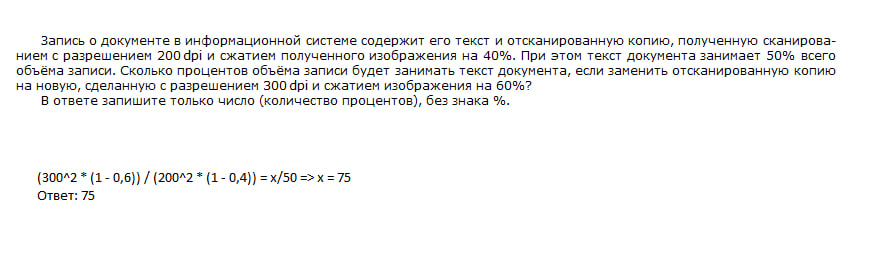 Запись о документе в информационной системе содержит его текст и отсканированную копию, полученную сканирова-
нием с разрешением 200 dpi и сжатием полученного изображения на 40%. При этом текст документа занимает 50% всего
объёма записи. Сколько процентов объёма записи будет занимать текст документа, если заменить отсканированную копию
на новую, сделанную с разрешением 300 dpi и сжатием изображения на 60%?
В ответе запишите только число (количество процентов), без знака %.
(300^2 * (1 - 0,6)) / (200^2 * (1 - 0,4)) = x/50 => x = 75
Ответ: 75